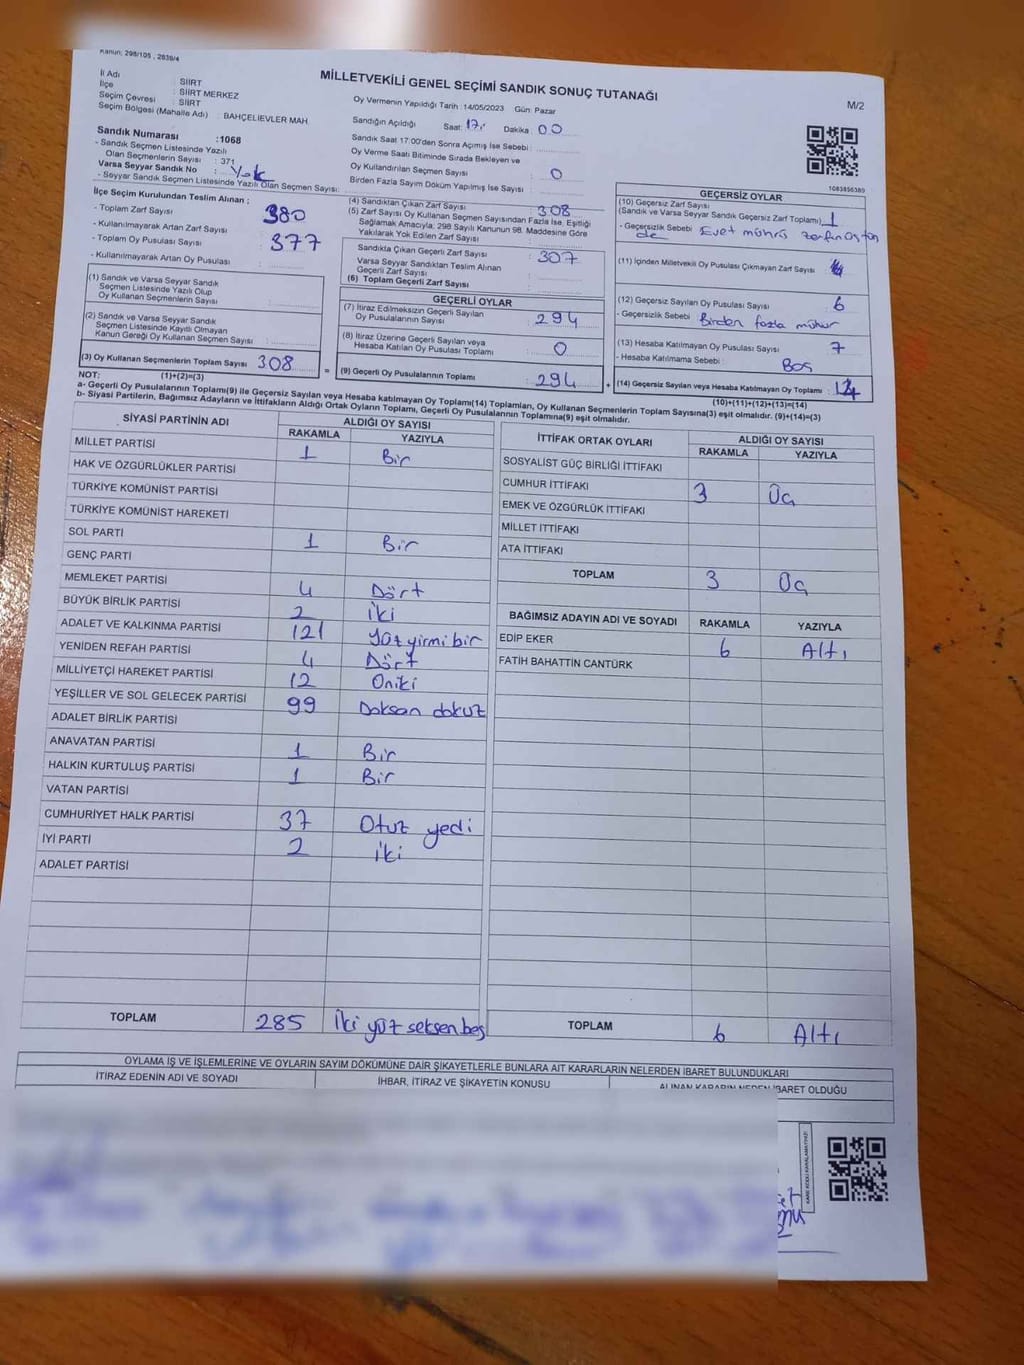 Kanun: 298/105 , 2839/4
MİLLETVEKİLİ GENEL SEÇİMİ SANDIK SONUÇ TUTANAĞI
M/2
İl Adı : SİİRT
İlçe : SİİRT MERKEZ
Seçim Çevresi : SİİRT
Seçim Bölgesi (Mahalle Adı) : BAHÇELİEVLER MAH.
Sandık Numarası : 1068
- Sandık Seçmen Listesinde Yazılı
Olan Seçmenlerin Sayısı : 371
Varsa Seyyar Sandık No : Yok
- Seyyar Sandık Seçmen Listesinde Yazılı Olan Seçmen Sayısı:
Oy Vermenin Yapıldığı Tarih :14/05/2023 Gün: Pazar
Sandığın Açıldığı Saat: 17. Dakika : 00
Sandık Saat 17:00'den Sonra Açımış İse Sebebi :
Oy Verme Saati Bitiminde Sırada Bekleyen ve
Oy Kullandırılan Seçmen Sayısı : 0
Birden Fazla Sayım Döküm Yapılmış İse Sayısı :
1083856389
İlçe Seçim Kurulundan Teslim Alınan ;
- Toplam Zarf Sayısı : 380
- Kullanılmayarak Artan Zarf Sayısı :
- Toplam Oy Pusulası Sayısı : 377
- Kullanılmayarak Artan Oy Pusulası :
(1) Sandık ve Varsa Seyyar Sandık
Seçmen Listesinde Yazılı Olup
Oy Kullanan Seçmenlerin Sayısı :
(2) Sandık ve Varsa Seyyar Sandık
Seçmen Listesinde Kayıtlı Olmayan
Kanun Gereği Oy Kullanan Seçmen Sayısı :
(3) Oy Kullanan Seçmenlerin Toplam Sayısı : 308
(1)+(2)=(3)
(4) Sandıktan Çıkan Zarf Sayısı : 308
(5) Zarf Sayısı Oy Kullanan Seçmen Sayısından Fazla İse, Eşitliği
Sağlamak Amacıyla; 298 Sayılı Kanunun 98. Maddesine Göre
Yakılarak Yok Edilen Zarf Sayısı :
Sandıkta Çıkan Geçerli Zarf Sayısı : 307
Varsa Seyyar Sandıktan Teslim Alınan
Geçerli Zarf Sayısı :
(6) Toplam Geçerli Zarf Sayısı :
GEÇERLİ OYLAR
(7) İtiraz Edilmeksizin Geçerli Sayılan
Oy Pusulalarının Sayısı : 294
(8) İtiraz Üzerine Geçerli Sayılan veya
Hesaba Katılan Oy Pusulası Toplamı : 0
= (9) Geçerli Oy Pusulalarının Toplamı : 294 +
GEÇERSİZ OYLAR
(10) Geçersiz Zarf Sayısı
(Sandık ve Varsa Seyyar Sandık Geçersiz Zarf Toplamı) : 1
- Geçersizlik Sebebi : Evet mührü zarfın üstün
de
(11) İçinden Milletvekili Oy Pusulası Çıkmayan Zarf Sayısı :
(12) Geçersiz Sayılan Oy Pusulası Sayısı : 6
- Geçersizlik Sebebi : Birden fazla mühür
(13) Hesaba Katılmayan Oy Pusulası Sayısı : 7
- Hesaba Katılmama Sebebi : Boş
(14) Geçersiz Sayılan veya Hesaba Katılmayan Oy Toplamı : 14
(10)+(11)+(12)+(13)=(14)
NOT:
a- Geçerli Oy Pusulalarının Toplamı(9) ile Geçersiz Sayılan veya Hesaba katılmayan Oy Toplamı(14) Toplamları, Oy Kullanan Seçmenlerin Toplam Sayısına(3) eşit olmalıdır. (9)+(14)=(3)
b- Siyasi Partilerin, Bağımsız Adayların ve İttifakların Aldığı Ortak Oyların Toplamı, Geçerli Oy Pusulalarının Toplamına(9) eşit olmalıdır.
SİYASİ PARTİNİN ADI ALDIĞI OY SAYISI
RAKAMLA YAZIYLA
MİLLET PARTİSİ 1 Bir
HAK VE ÖZGÜRLÜKLER PARTİSİ
TÜRKİYE KOMÜNİST PARTİSİ
TÜRKİYE KOMÜNİST HAREKETİ
SOL PARTİ 1 Bir
GENÇ PARTİ
MEMLEKET PARTİSİ 4 Dört
BÜYÜK BİRLİK PARTİSİ 2 iki
ADALET VE KALKINMA PARTİSİ 121 Yüz yirmi bir
YENİDEN REFAH PARTİSİ 4 Dört
MİLLİYETÇİ HAREKET PARTİSİ 12 Oniki
YEŞİLLER VE SOL GELECEK PARTİSİ 99 Doksan dokuz
ADALET BİRLİK PARTİSİ
ANAVATAN PARTİSİ 1 Bir
HALKIN KURTULUŞ PARTİSİ 1 Bir
VATAN PARTİSİ
CUMHURİYET HALK PARTİSİ 37 Otuz yedi
İYİ PARTİ 2 iki
ADALET PARTİSİ
TOPLAM 285 İki yüz seksen beş
İTTİFAK ORTAK OYLARI ALDIĞI OY SAYISI
RAKAMLA YAZIYLA
SOSYALİST GÜÇ BİRLİĞİ İTTİFAKI
CUMHUR İTTİFAKI 3 Üç
EMEK VE ÖZGÜRLÜK İTTİFAKI
MİLLET İTTİFAKI
ATA İTTİFAKI
TOPLAM 3 Üç
BAĞIMSIZ ADAYIN ADI VE SOYADI RAKAMLA YAZIYLA
EDİP EKER 6 Altı
FATİH BAHATTİN CANTÜRK
TOPLAM 6 Altı
OYLAMA İŞ VE İŞLEMLERİNE VE OYLARIN SAYIM DÖKÜMÜNE DAİR ŞİKAYETLERLE BUNLARA AİT KARARLARIN NELERDEN İBARET BULUNDUKLARI
İTİRAZ EDENİN ADI VE SOYADI İHBAR, İTİRAZ VE ŞİKAYETİN KONUSU ALINAN KARARIN NEDEN İBARET OLDUĞU
KARE KODU KARALAMAYINIZ!